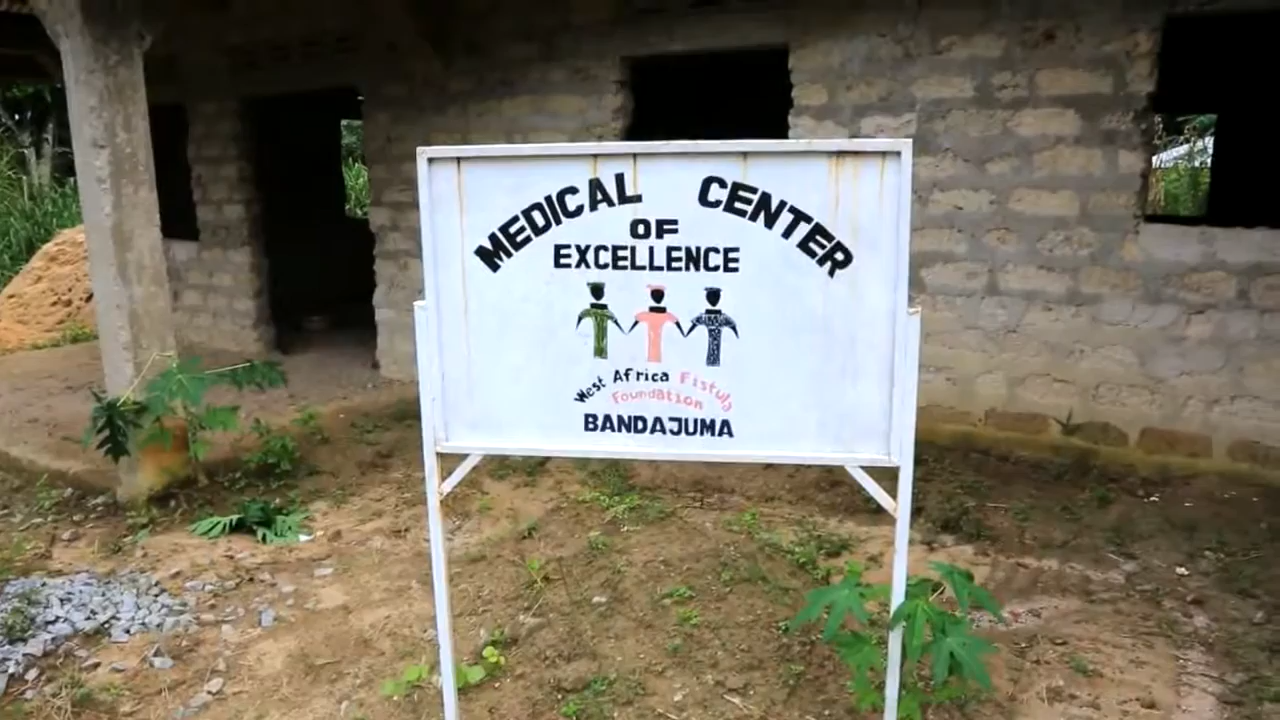 MEDICAL CENTER
OF
EXCELLENCE
West Africa Fistula
Foundation
BANDAJUMA